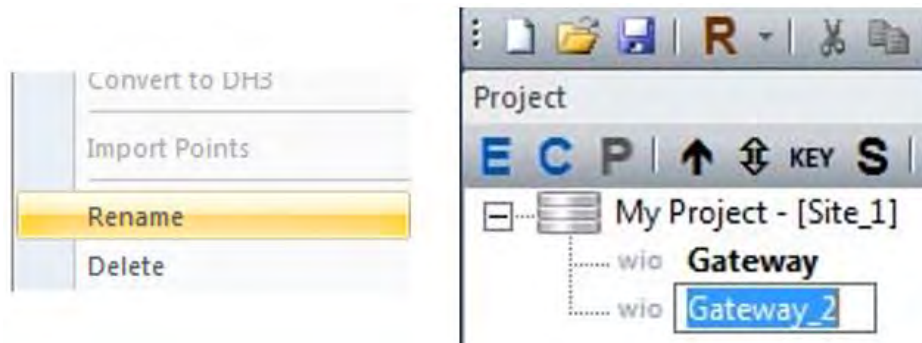 Convert to DH3
Import Points
Rename
Delete
R
Project
E C P KEY S
My Project - [Site_1]
wio Gateway
wio Gateway_2